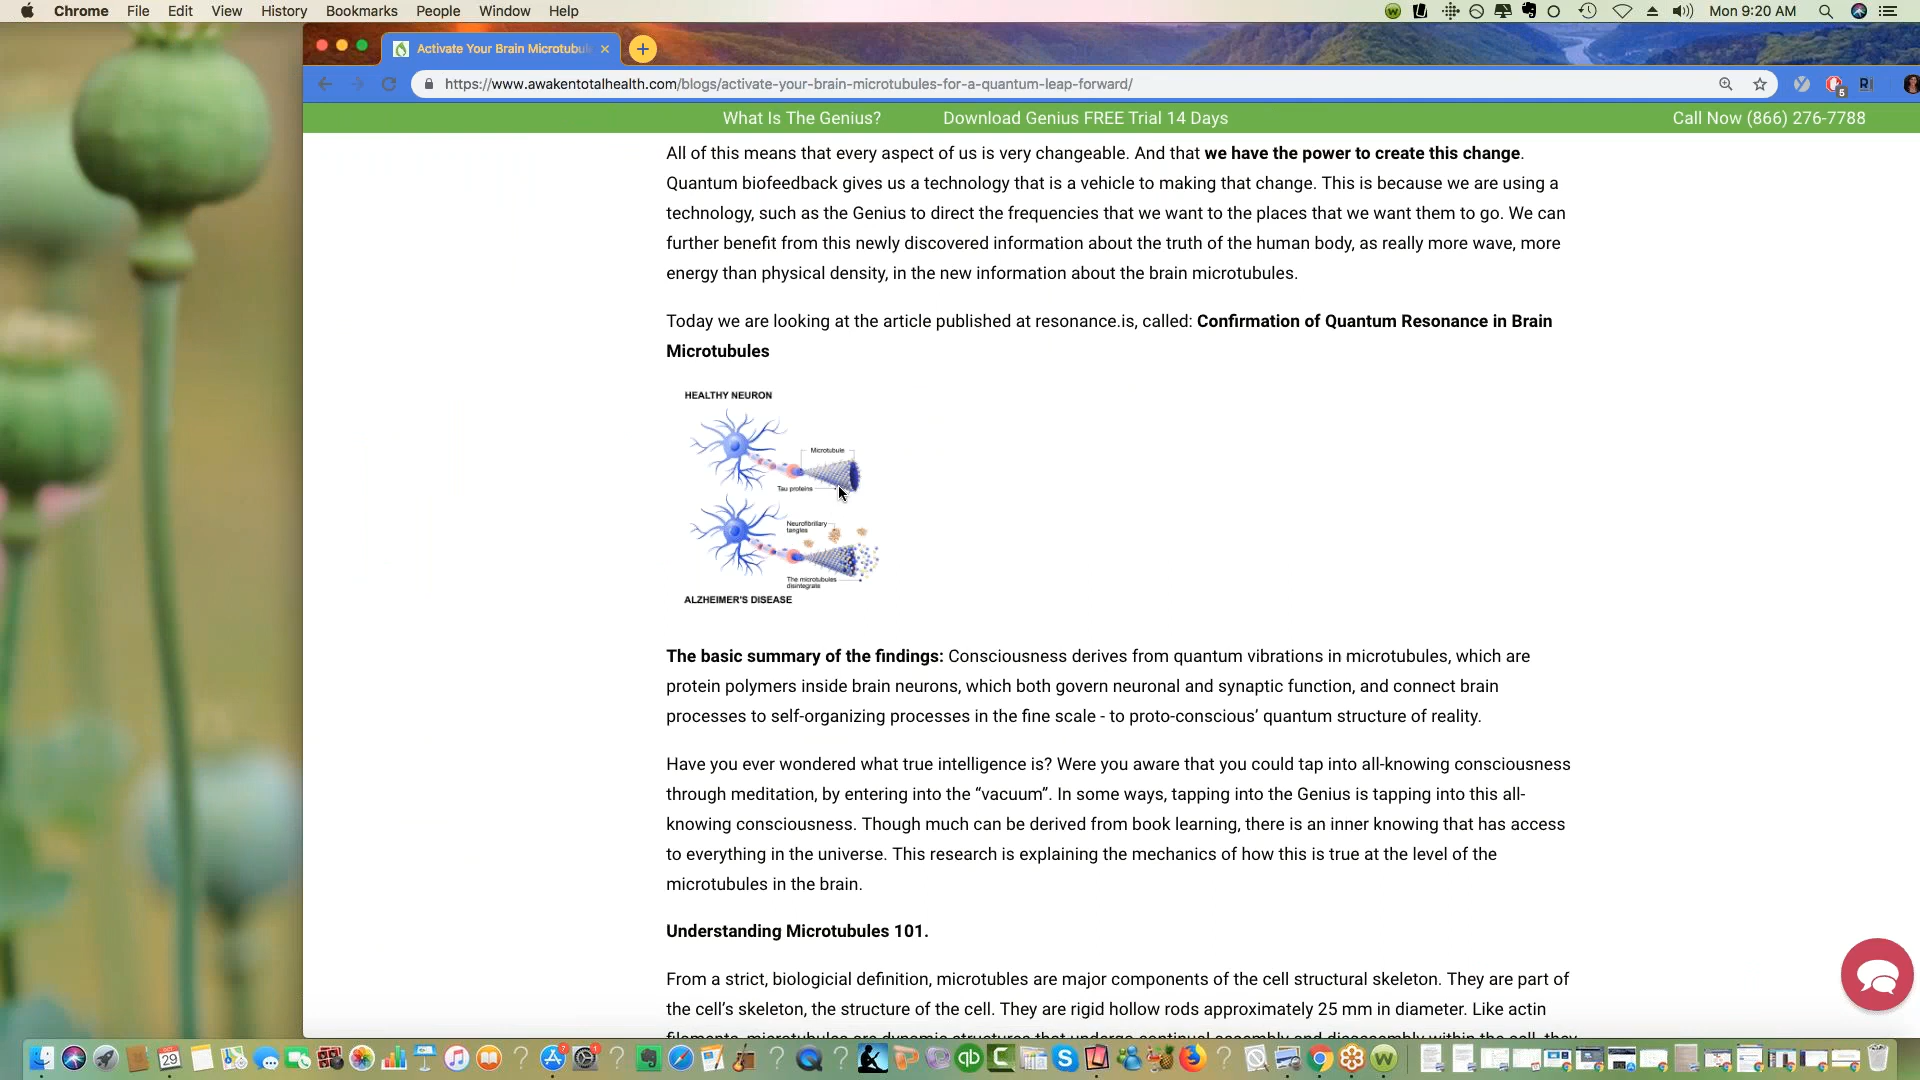 Chrome File Edit View History Bookmarks People Window Help Mon 9:20 AM
Activate Your Brain Microtubul
https://www.awakentotalhealth.com/blogs/activate-your-brain-microtubules-for-a-quantum-leap-forward/
5
What Is The Genius? Download Genius FREE Trial 14 Days Call Now (866) 276-7788
All of this means that every aspect of us is very changeable. And that we have the power to create this change.
Quantum biofeedback gives us a technology that is a vehicle to making that change. This is because we are using a
technology, such as the Genius to direct the frequencies that we want to the places that we want them to go. We can
further benefit from this newly discovered information about the truth of the human body, as really more wave, more
energy than physical density, in the new information about the brain microtubules.
Today we are looking at the article published at resonance.is, called: Confirmation of Quantum Resonance in Brain
Microtubules
HEALTHY NEURON
Microtubule
Tau proteins
Neurofibrillary
tangles
The microtubules
disintegrate
ALZHEIMER'S DISEASE
The basic summary of the findings: Consciousness derives from quantum vibrations in microtubules, which are
protein polymers inside brain neurons, which both govern neuronal and synaptic function, and connect brain
processes to self-organizing processes in the fine scale - to proto-conscious’ quantum structure of reality.
Have you ever wondered what true intelligence is? Were you aware that you could tap into all-knowing consciousness
through meditation, by entering into the “vacuum”. In some ways, tapping into the Genius is tapping into this all-
knowing consciousness. Though much can be derived from book learning, there is an inner knowing that has access
to everything in the universe. This research is explaining the mechanics of how this is true at the level of the
microtubules in the brain.
Understanding Microtubules 101.
From a strict, biologicial definition, microtubles are major components of the cell structural skeleton. They are part of
the cell’s skeleton, the structure of the cell. They are rigid hollow rods approximately 25 mm in diameter. Like actin
29